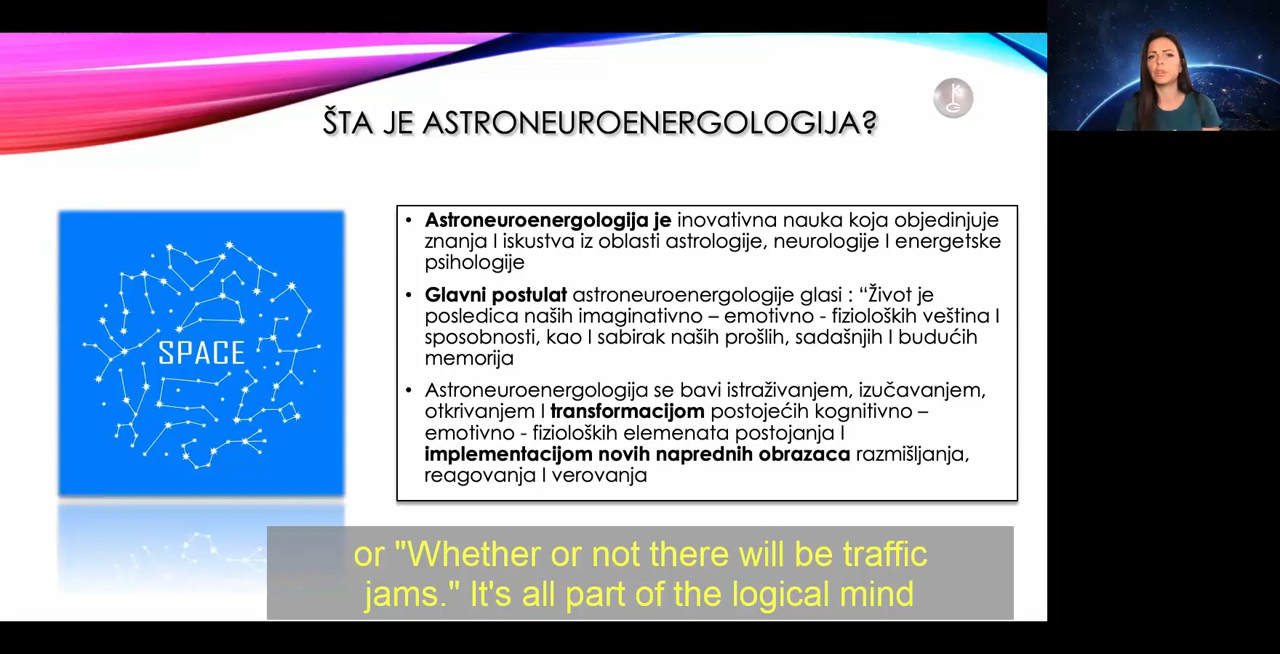 ŠTA JE ASTRONEUROENERGOLOGIJA?
SPACE
• Astroneuroenergologija je inovativna nauka koja objedinjuje
znanja I iskustva iz oblasti astrologije, neurologije I energetske
psihologije
• Glavni postulat astroneuroenergologije glasi : “Život je
posledica naših imaginativno – emotivno - fizioloških veština I
sposobnosti, kao I sabirak naših prošlih, sadašnjih I budućih
memorija
• Astroneuroenergologija se bavi istraživanjem, izučavanjem,
otkrivanjem I transformacijom postojećih kognitivno –
emotivno - fizioloških elemenata postojanja I
implementacijom novih naprednih obrazaca razmišljanja,
reagovanja I verovanja
or "Whether or not there will be traffic
jams." It's all part of the logical mind